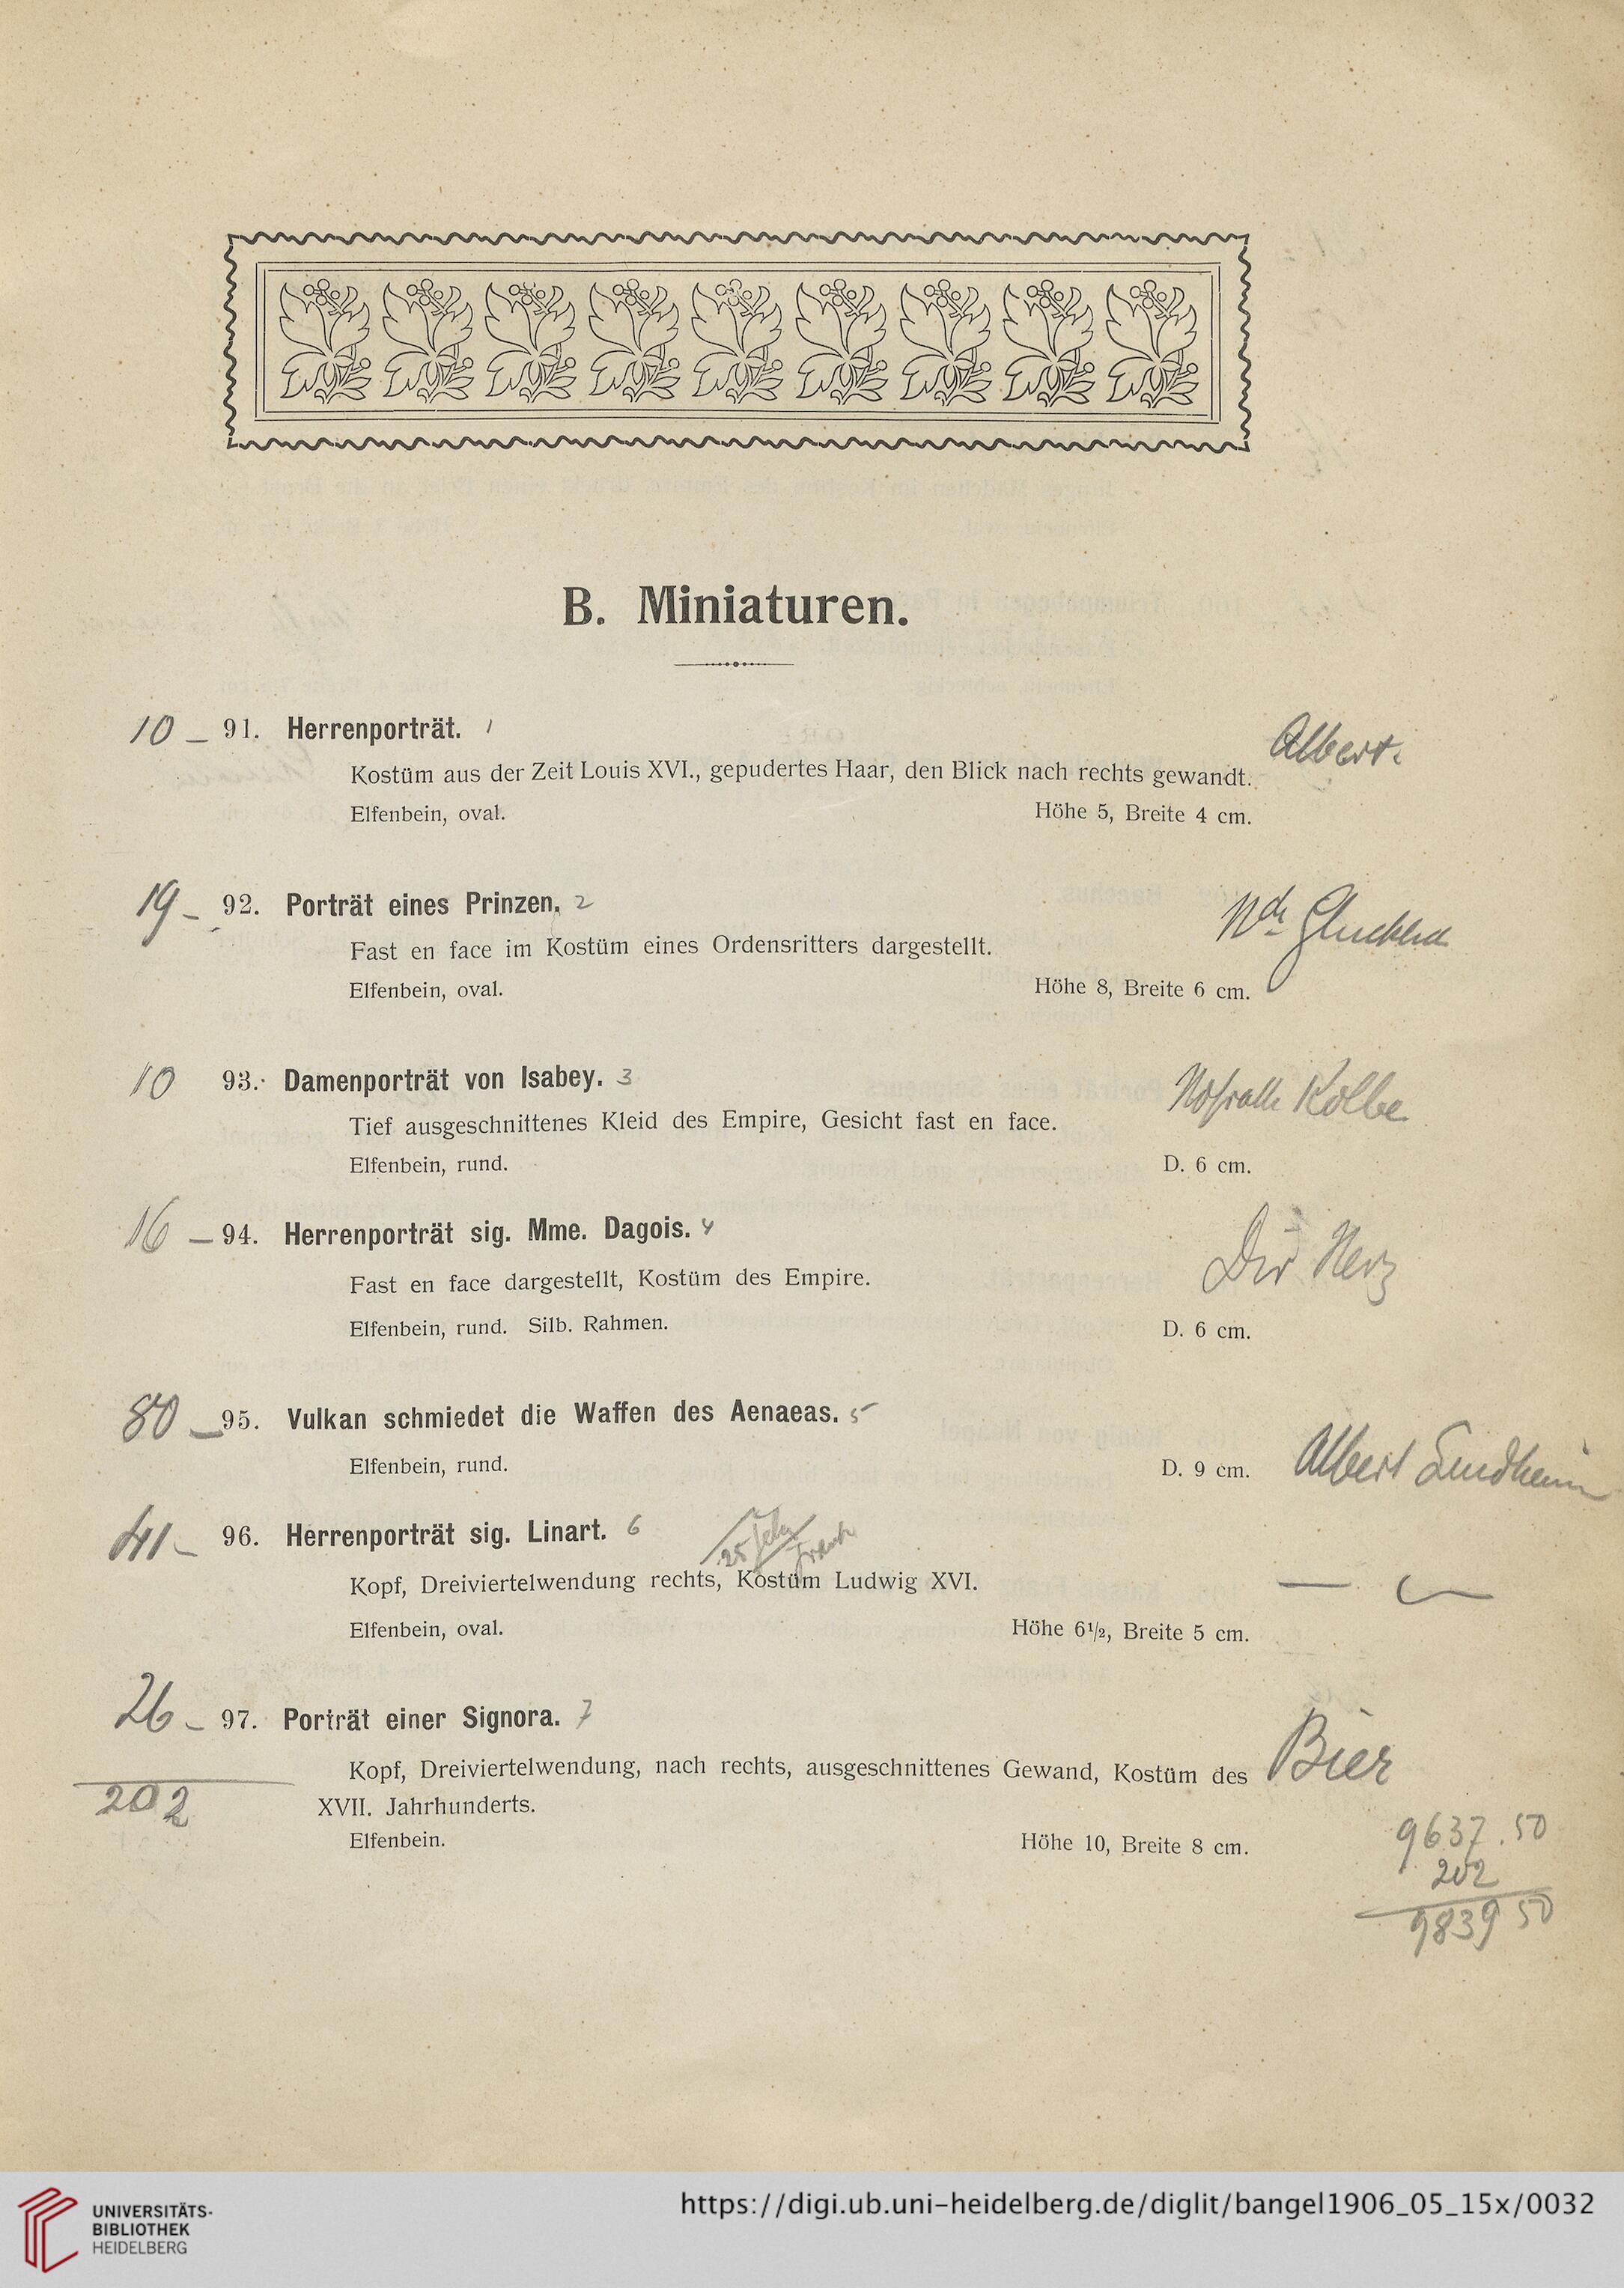 B. Miniaturen.
10 — 91. Herrenporträt. 1
Albert.
Kostüm aus der Zeit Louis XVI., gepudertes Haar, den Blick nach rechts gewandt.
Elfenbein, oval. Höhe 5, Breite 4 cm.
19 — 92. Porträt eines Prinzen. 2
Fast en face im Kostüm eines Ordensritters dargestellt.
Elfenbein, oval. Höhe 8, Breite 6 cm.
10 93. Damenporträt von Isabey. 3
Kolbe
Tief ausgeschnittenes Kleid des Empire, Gesicht fast en face.
Elfenbein, rund. D. 6 cm.
16 — 94. Herrenporträt sig. Mme. Dagois. 4
Dir Herz
Fast en face dargestellt, Kostüm des Empire.
Elfenbein, rund. Silb. Rahmen. D. 6 cm.
80 — 95. Vulkan schmiedet die Waffen des Aenaeas. 5
Elfenbein, rund. D. 9 cm. Albert
41 — 96. Herrenporträt sig. Linart. 6
25
Kopf, Dreiviertelwendung rechts, Kostüm Ludwig XVI.
Elfenbein, oval. Höhe 6½, Breite 5 cm.
26 — 97. Porträt einer Signora. 7
Kopf, Dreiviertelwendung, nach rechts, ausgeschnittenes Gewand, Kostüm des Bier
202 XVII. Jahrhunderts.
Elfenbein. Höhe 10, Breite 8 cm.
9637.50
202
9839 50
UNIVERSITÄTS-
BIBLIOTHEK
HEIDELBERG
https://digi.ub.uni-heidelberg.de/diglit/bangel1906_05_15x/0032